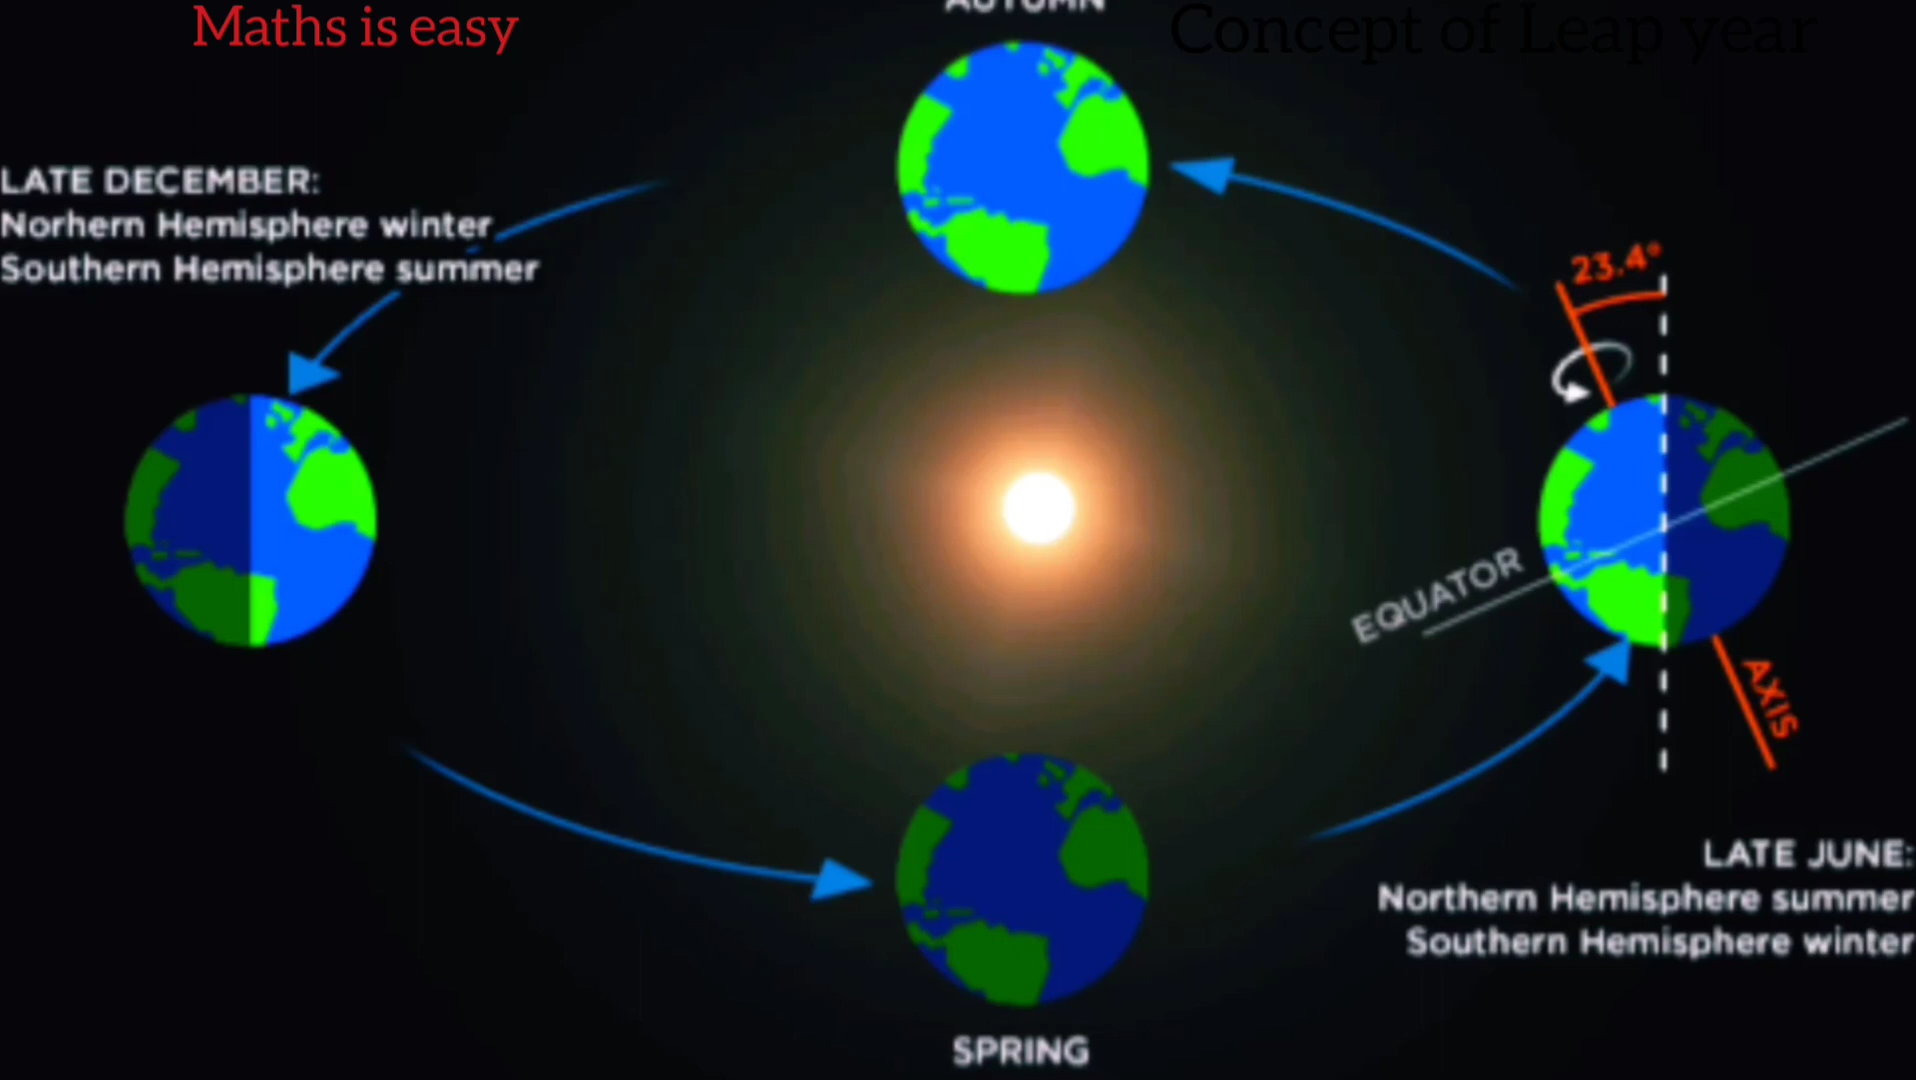 Maths is easy
AUTUMN
Concept of Leap year
LATE DECEMBER:
Norhern Hemisphere winter
Southern Hemisphere summer
23.4°
EQUATOR
AXIS
LATE JUNE:
Northern Hemisphere summer
Southern Hemisphere winter
SPRING